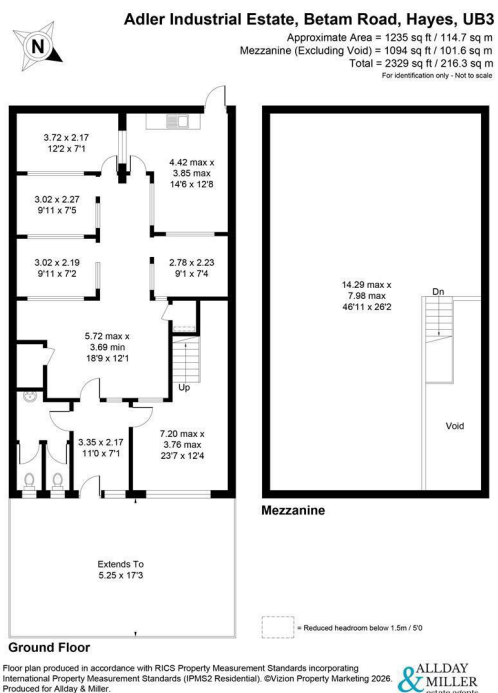 Adler Industrial Estate, Betam Road, Hayes, UB3
Approximate Area = 1235 sq ft / 114.7 sq m
Mezzanine (Excluding Void) = 1094 sq ft / 101.6 sq m
Total = 2329 sq ft / 216.3 sq m
For identification only - Not to scale
N
3.72 x 2.17
12'2 x 7'1
4.42 max x
3.85 max
14'6 x 12'8
3.02 x 2.27
9'11 x 7'5
3.02 x 2.19
9'11 x 7'2
2.78 x 2.23
9'1 x 7'4
5.72 max x
3.69 min
18'9 x 12'1
Up
3.35 x 2.17
11'0 x 7'1
7.20 max x
3.76 max
23'7 x 12'4
Extends To
5.25 x 17'3
Ground Floor
14.29 max x
7.98 max
46'11 x 26'2
Dn
Void
Mezzanine
= Reduced headroom below 1.5m / 5'0
Floor plan produced in accordance with RICS Property Measurement Standards incorporating
International Property Measurement Standards (IPMS2 Residential). ©Vizion Property Marketing 2026.
Produced for Allday & Miller.
ALLDAY
& MILLER
estate agents